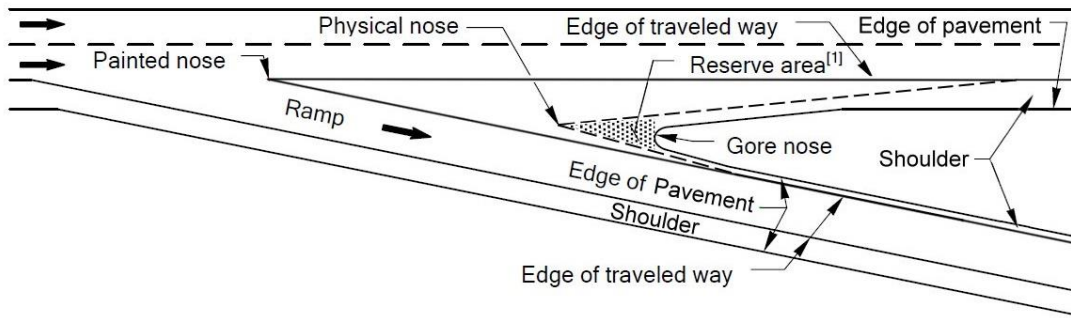 Physical nose
Edge of traveled way
Edge of pavement
Painted nose
Reserve area[1]
Ramp
Gore nose
Shoulder
Edge of Pavement
Shoulder
Edge of traveled way